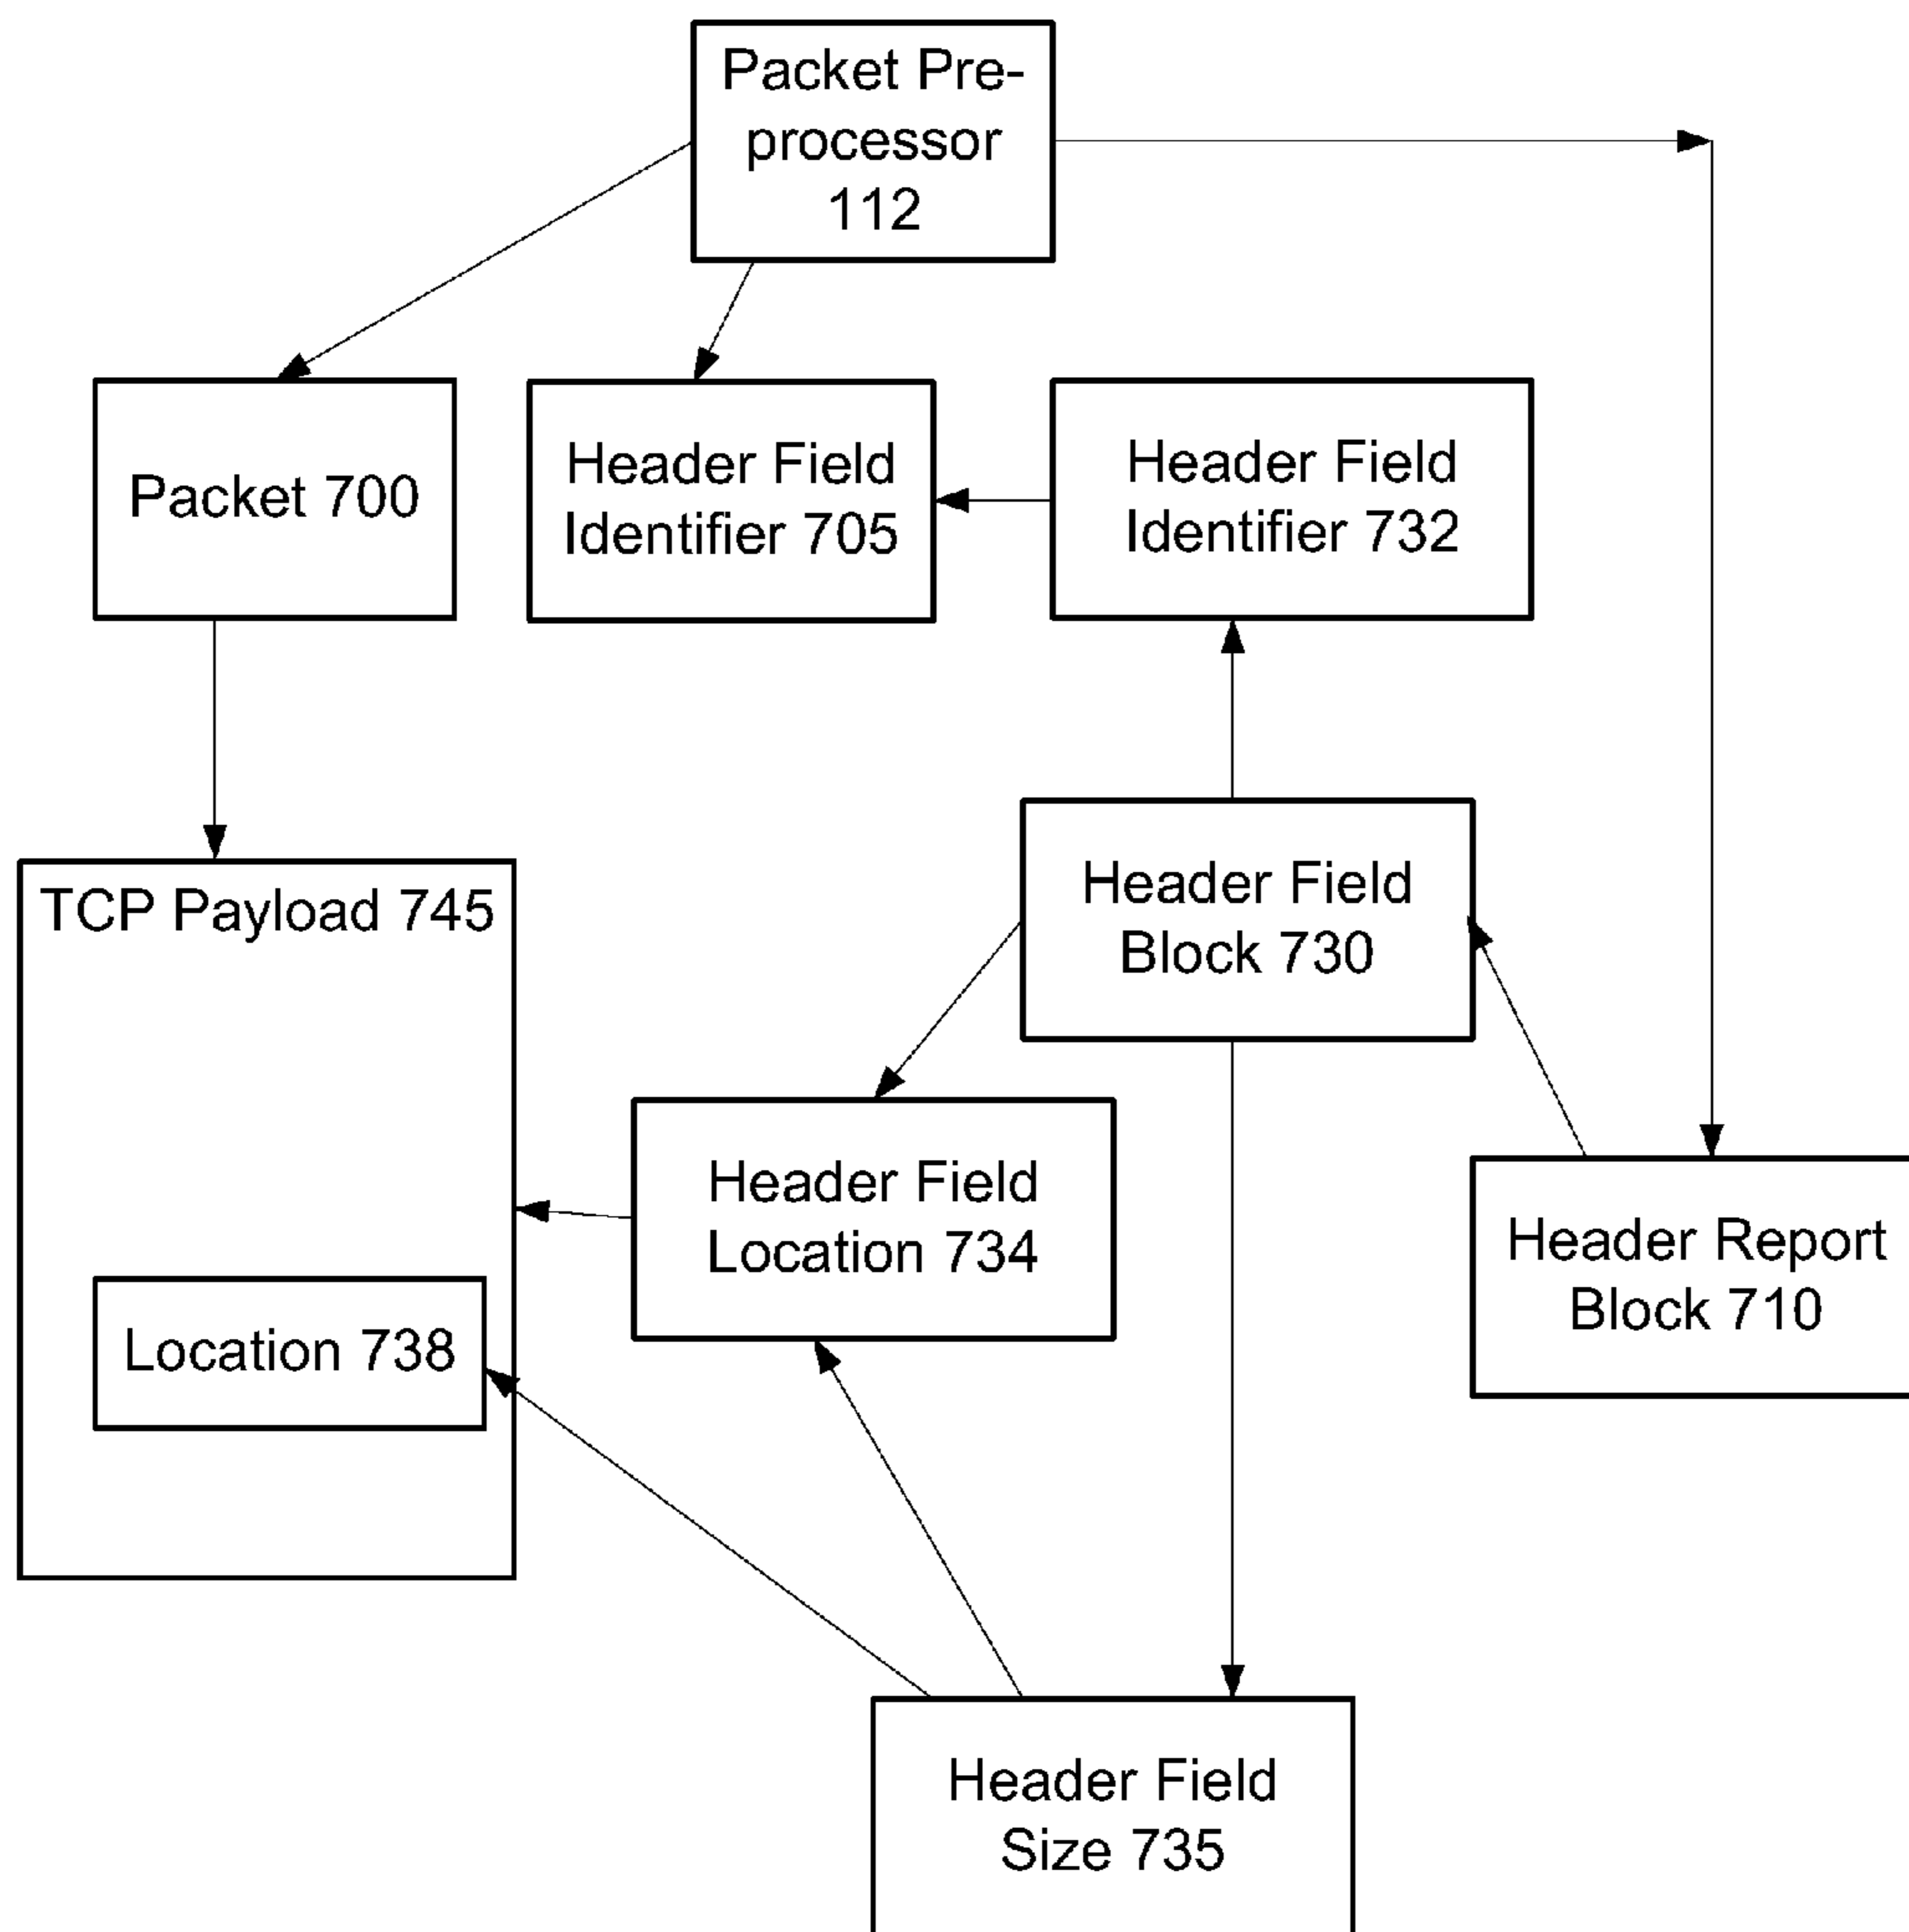 Packet Pre-
processor
112
Packet 700
Header Field
Identifier 705
Header Field
Identifier 732
TCP Payload 745
Header Field
Block 730
Header Field
Location 734
Header Report
Block 710
Location 738
Header Field
Size 735